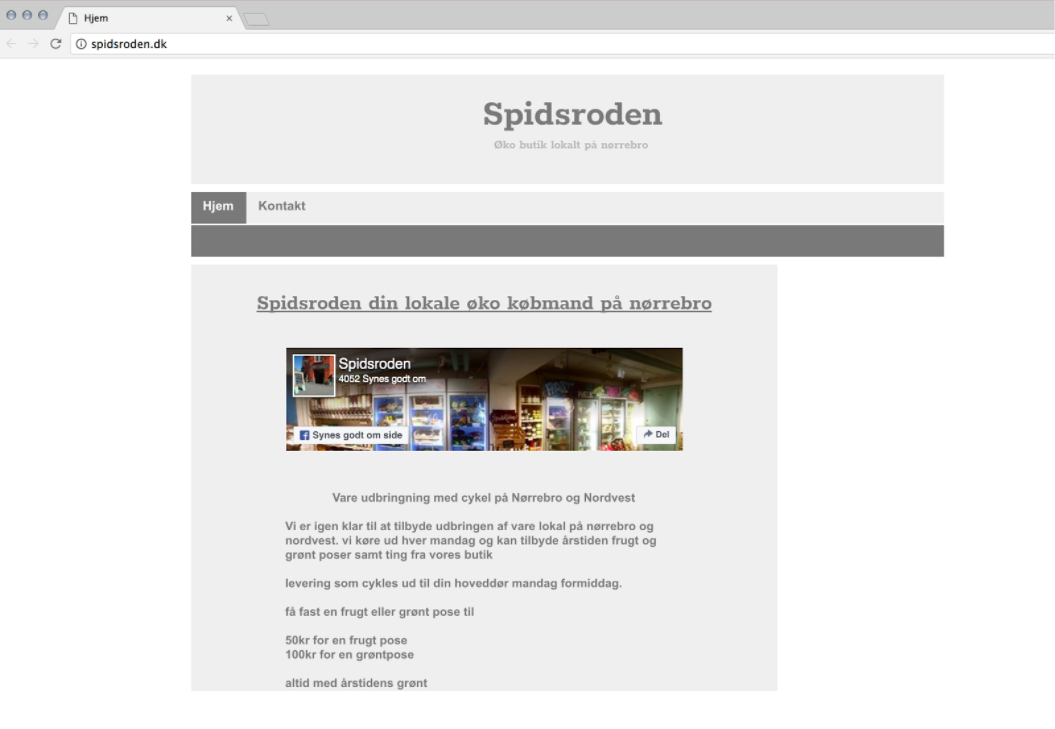 Hjem
spidsroden.dk
Spidsroden
Øko butik lokalt på nørrebro
Hjem Kontakt
Spidsroden din lokale øko købmand på nørrebro
Spidsroden
4052 Synes godt om
Synes godt om side
Del
Vare udbringning med cykel på Nørrebro og Nordvest
Vi er igen klar til at tilbyde udbringen af vare lokal på nørrebro og
nordvest. vi køre ud hver mandag og kan tilbyde årstiden frugt og
grønt poser samt ting fra vores butik
levering som cykles ud til din hoveddør mandag formiddag.
få fast en frugt eller grønt pose til
50kr for en frugt pose
100kr for en grøntpose
altid med årstidens grønt